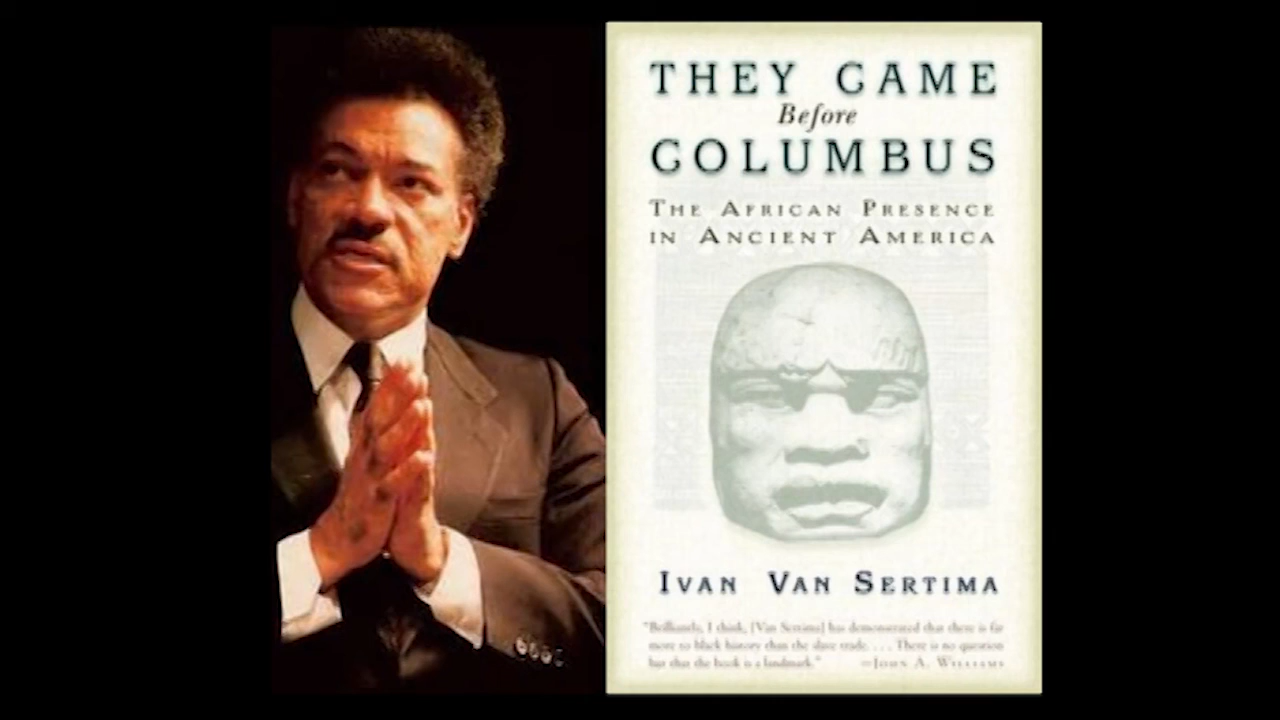 THEY CAME
Before
COLUMBUS
THE AFRICAN PRESENCE
IN ANCIENT AMERICA
IVAN VAN SERTIMA
"Brilliantly, I think, [Van Sertima] has demonstrated that there is far
more to black history than the slave trade. . . . There is no question
but that the book is a landmark." —JOHN A. WILLIAMS